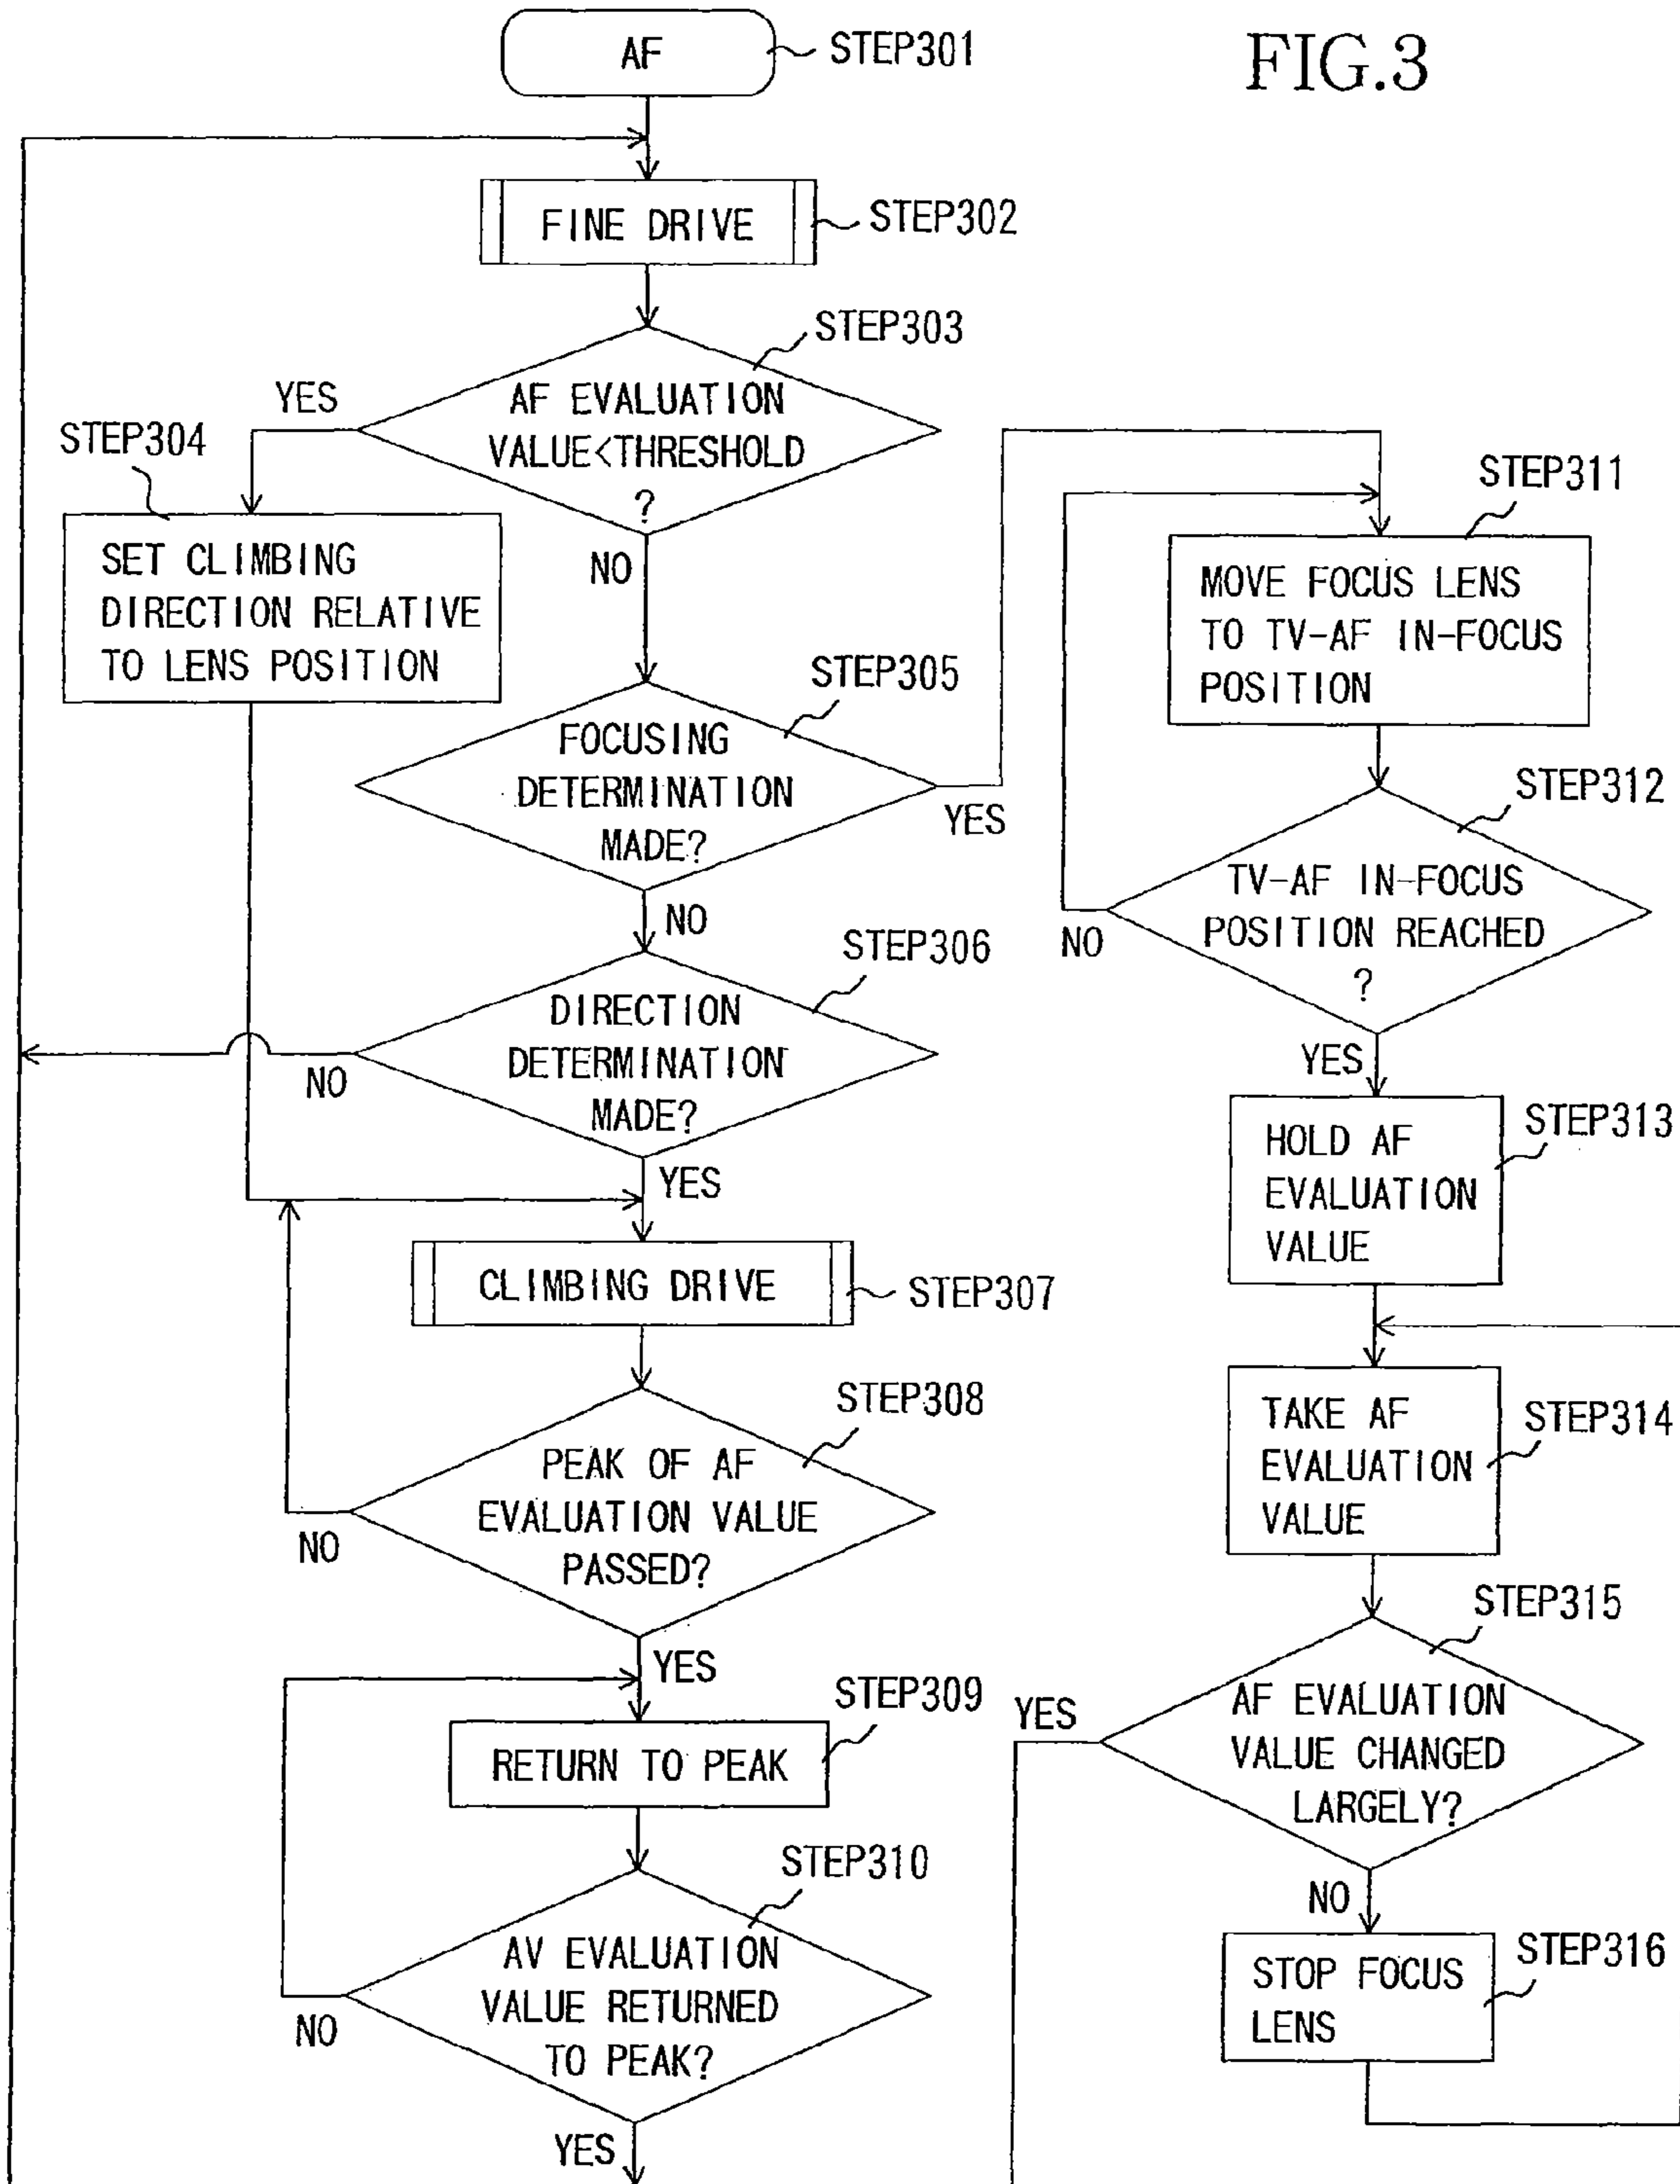 FIG.3
AF
STEP301
FINE DRIVE
STEP302
STEP303
AF EVALUATION
VALUE<THRESHOLD
?
YES
NO
STEP304
SET CLIMBING
DIRECTION RELATIVE
TO LENS POSITION
STEP305
FOCUSING
DETERMINATION
MADE?
YES
NO
STEP306
DIRECTION
DETERMINATION
MADE?
NO
YES
CLIMBING DRIVE
STEP307
STEP308
PEAK OF AF
EVALUATION VALUE
PASSED?
NO
YES
STEP309
RETURN TO PEAK
STEP310
AV EVALUATION
VALUE RETURNED
TO PEAK?
NO
YES
STEP311
MOVE FOCUS LENS
TO TV-AF IN-FOCUS
POSITION
STEP312
TV-AF IN-FOCUS
POSITION REACHED
?
NO
YES
STEP313
HOLD AF
EVALUATION
VALUE
STEP314
TAKE AF
EVALUATION
VALUE
STEP315
AF EVALUATION
VALUE CHANGED
LARGELY?
YES
NO
STEP316
STOP FOCUS
LENS